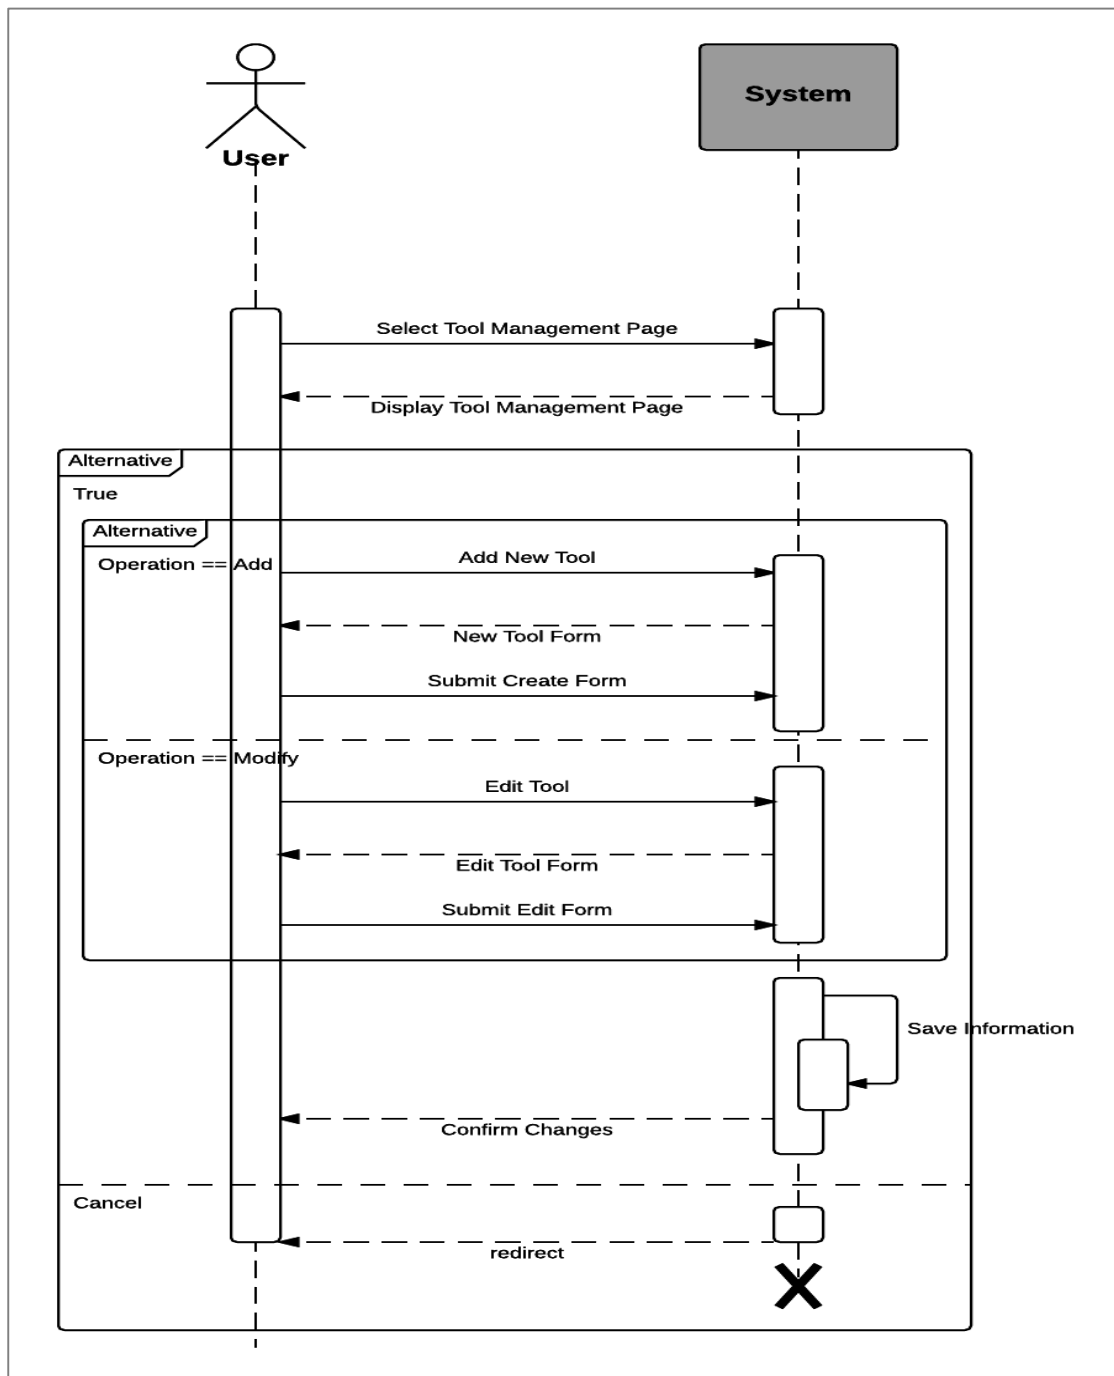 System
User
Select Tool Management Page
Display Tool Management Page
Alternative
True
Alternative
Operation == Add
Add New Tool
New Tool Form
Submit Create Form
Operation == Modify
Edit Tool
Edit Tool Form
Submit Edit Form
Save Information
Confirm Changes
Cancel
redirect